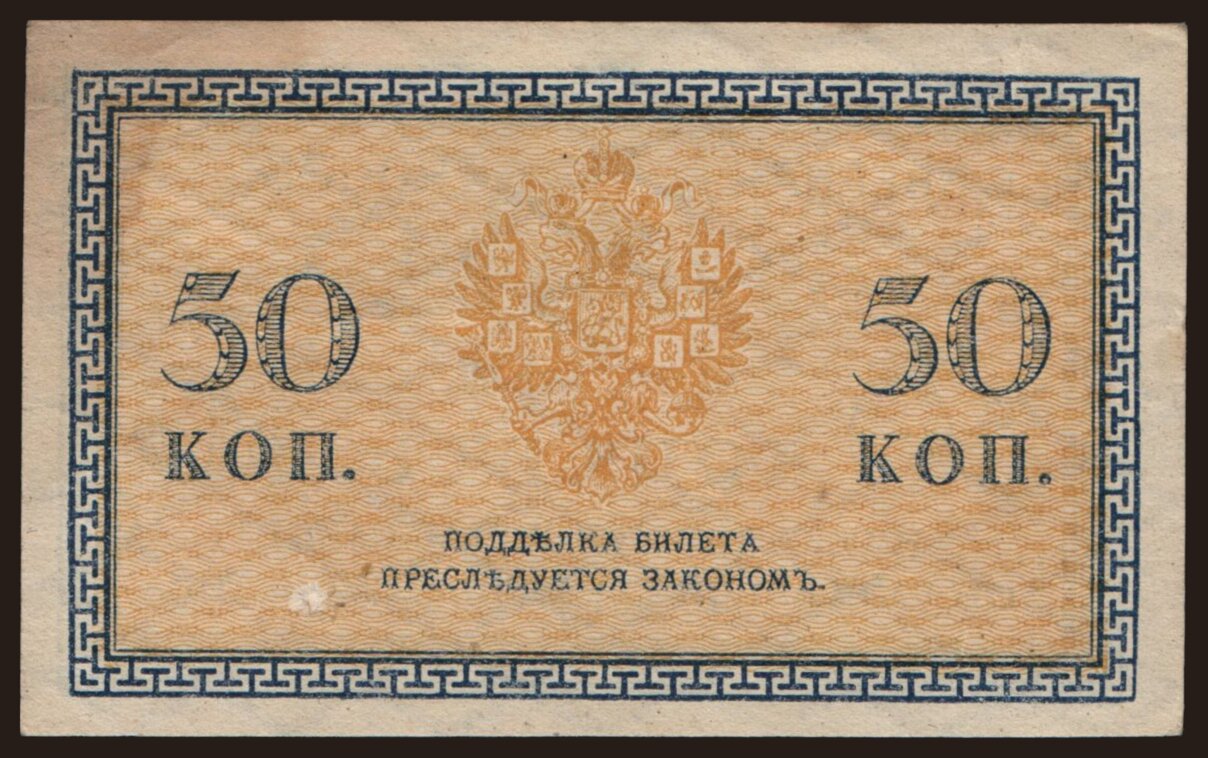 50 50
КОП. КОП.
ПОДДѢЛКА БИЛЕТА
ПРЕСЛѢДУЕТСЯ ЗАКОНОМЪ.